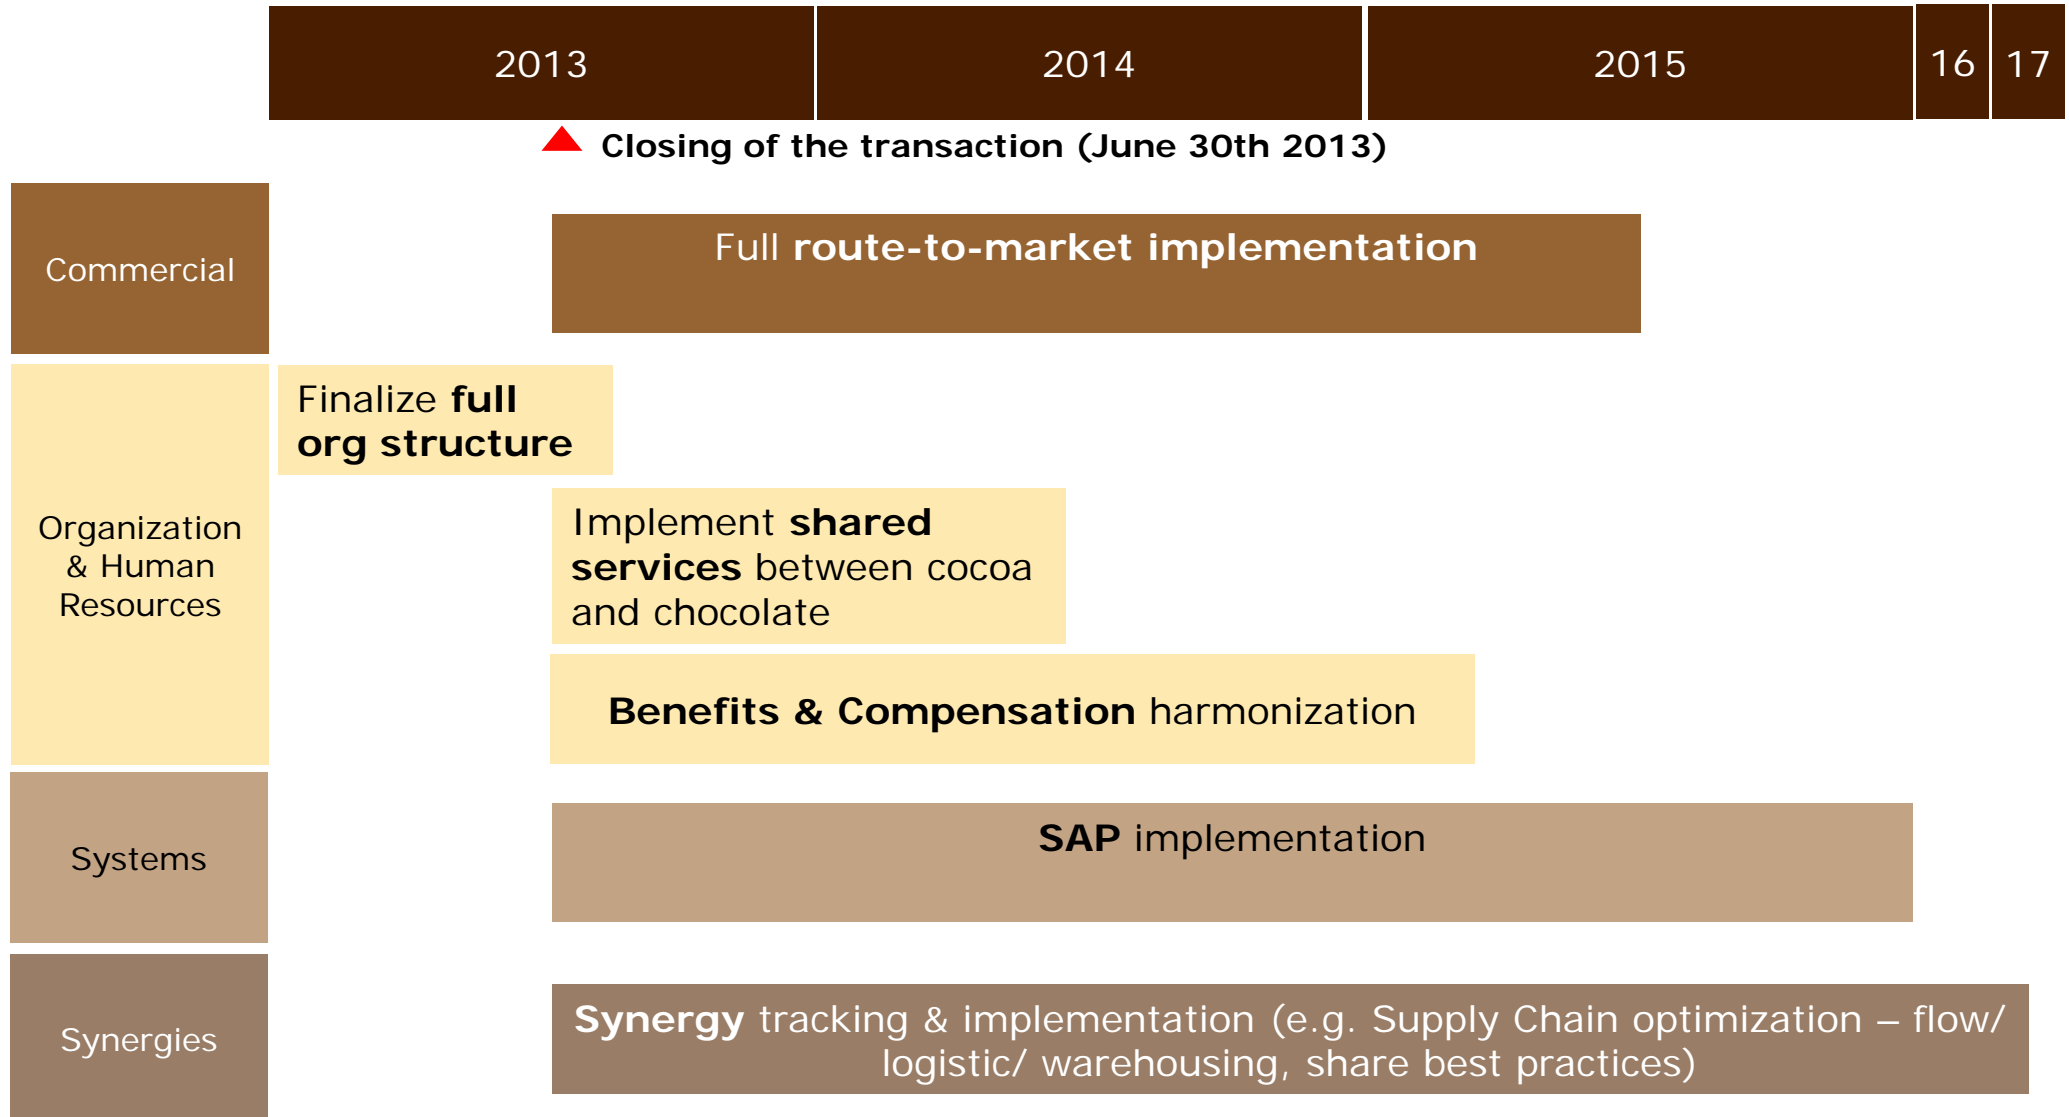 2013
2014
2015
16
17
Closing of the transaction (June 30th 2013)
Commercial
Full route-to-market implementation
Organization
& Human
Resources
Finalize full
org structure
Implement shared
services between cocoa
and chocolate
Benefits & Compensation harmonization
Systems
SAP implementation
Synergies
Synergy tracking & implementation (e.g. Supply Chain optimization – flow/
logistic/ warehousing, share best practices)